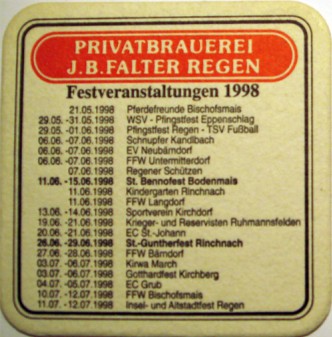 PRIVATBRAUEREI
J.B.FALTER REGEN
Festveranstaltungen 1998
21.05.1998 Pferdefreunde Bischofsmais
29.05. -31.05.1998 WSV - Pfingstfest Eppenschlag
29.05. -01.06.1998 Pfingstfest Regen - TSV Fußball
06.06. -07.06.1998 Schnupfer Kandlbach
06.06. -07.06.1998 EV Neubärndorf
06.06. -07.06.1998 FFW Untermitterdorf
07.06.1998 Regener Schützen
11.06. -15.06.1998 St. Bennofest Bodenmais
11.06.1998 Kindergarten Rinchnach
11.06.1998 FFW Langdorf
13.06. -14.06.1998 Sportverein Kirchdorf
19.06. -21.06.1998 Krieger- und Reservisten Ruhmannsfelden
20.06. -21.06.1998 EC St.-Johann
26.06. -29.06.1998 St.-Guntherfest Rinchnach
27.06. -28.06.1998 FFW Bärndorf
03.07. -06.07.1998 Kirwa March
03.07. -06.07.1998 Gotthardfest Kirchberg
04.07. -05.07.1998 EC Grub
10.07. -12.07.1998 FFW Bischofsmais
11.07. -12.07.1998 Insel- und Altstadtfest Regen